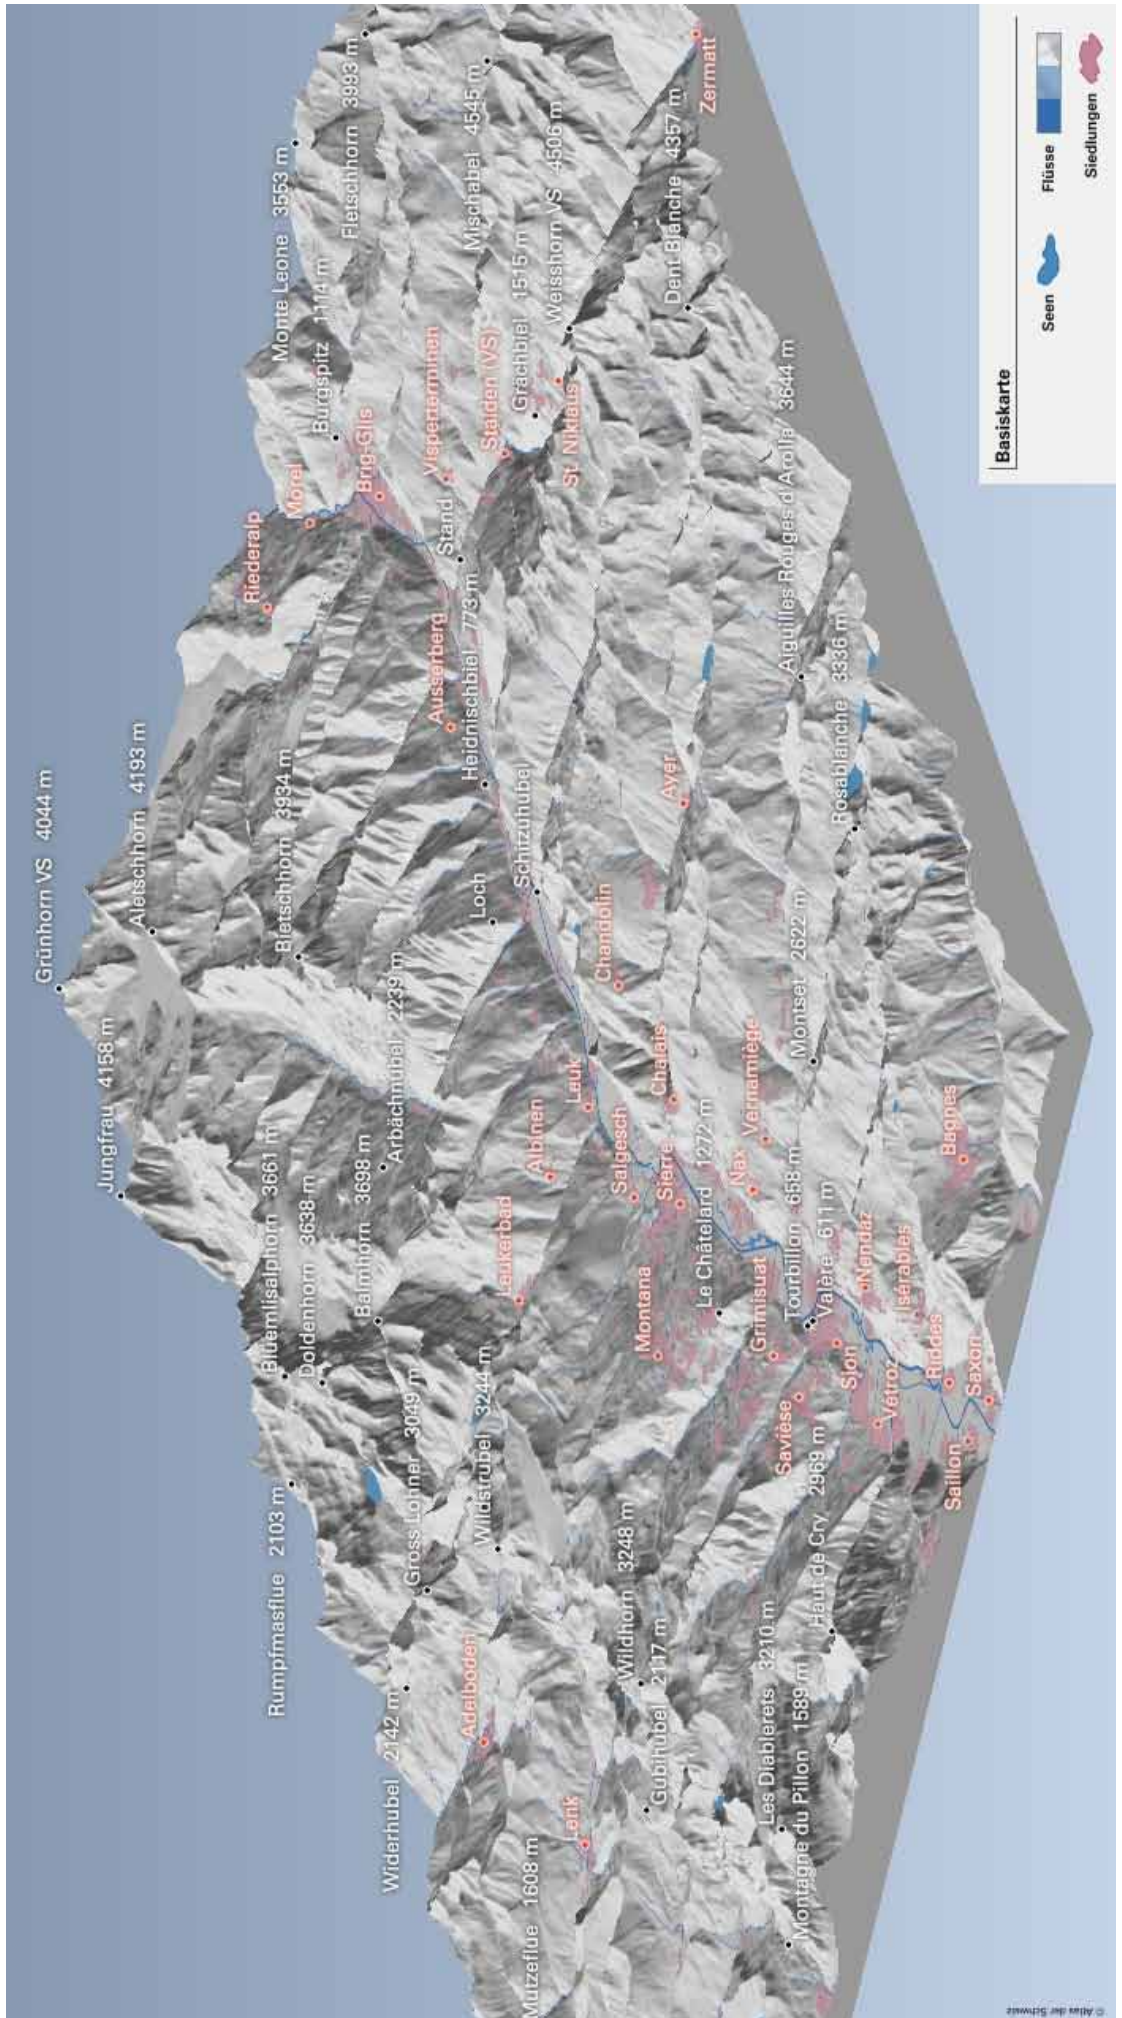 Grünhorn VS 4044 m
Jungfrau 4158 m
Aletschhorn 4193 m
Riederalp
Rumpfmasflue 2103 m
Blüemlisalphorn 3661 m
Bietschhorn 3934 m
Monte Leone 3553 m
Mörel
Doldenhorn 3638 m
Burgspitz 1114 m
Fletschhorn 3993 m
Balmhorn 3698 m
Brig-Glis
Widerhubel 2142 m
Arbächnubel 2239 m
Gross Lohner 3049 m
Ausserberg
Visperterminen
Stand
Adelboden
Heidnischbiel 773 m
Mischabel 4545 m
Wildstrubel 3244 m
Loch
Stalden (VS)
Leukerbad
Grächbiel 1515 m
Mutzeflue 1608 m
Albinen
Schitzuhubel
Weisshorn VS 4506 m
Lenk
Leuk
St. Niklaus
Chandolin
Wildhorn 3248 m
Salgesch
Gubihubel 2117 m
Montana
Sierre
Chalais
Ayer
Dent Blanche 4357 m
Zermatt
Le Châtelard 1272 m
Nax
Vernamiège
Grimisuat
Les Diablerets 3210 m
Savièse
Tourbillon 658 m
Montset 2622 m
Aiguilles Rouges d'Arolla 3644 m
Montagne du Pillon 1589 m
Haut de Cry 2969 m
Valère 611 m
Rosablanche 3336 m
Sion
Nendaz
Vétroz
Isérables
Riddes
Bagnes
Saillon
Saxon
Basiskarte
Seen
Flüsse
Siedlungen
© Atlas der Schweiz